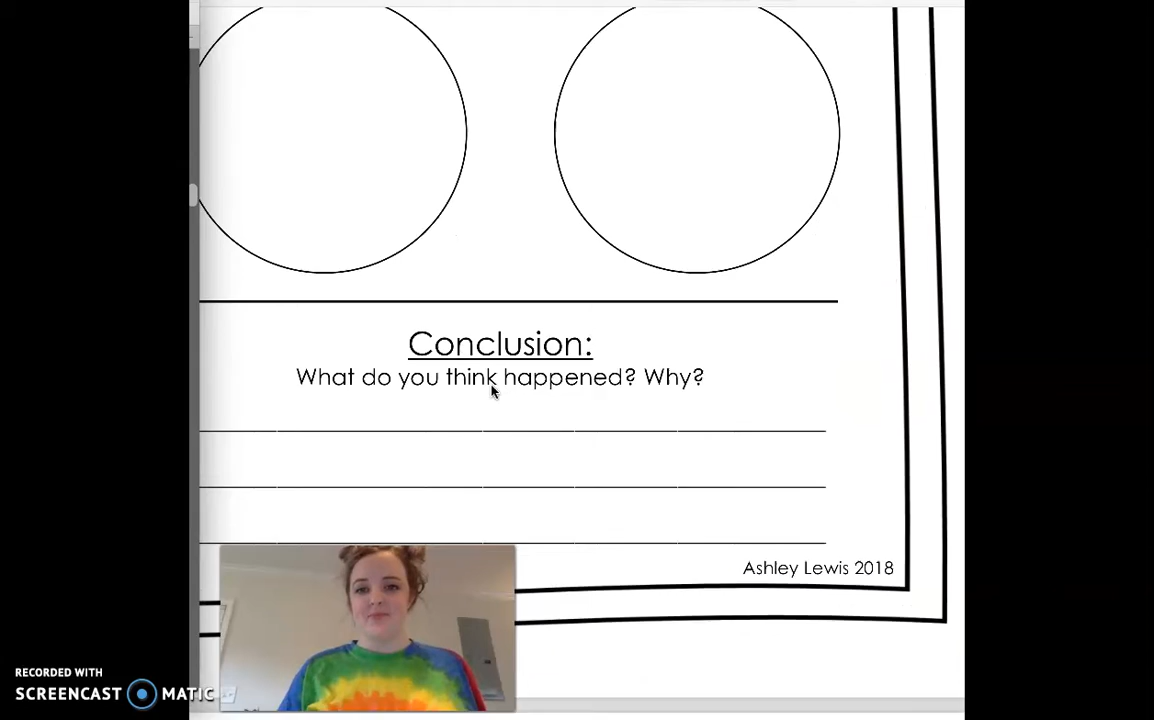 Conclusion:
What do you think happened? Why?
Ashley Lewis 2018
RECORDED WITH
SCREENCAST MATIC